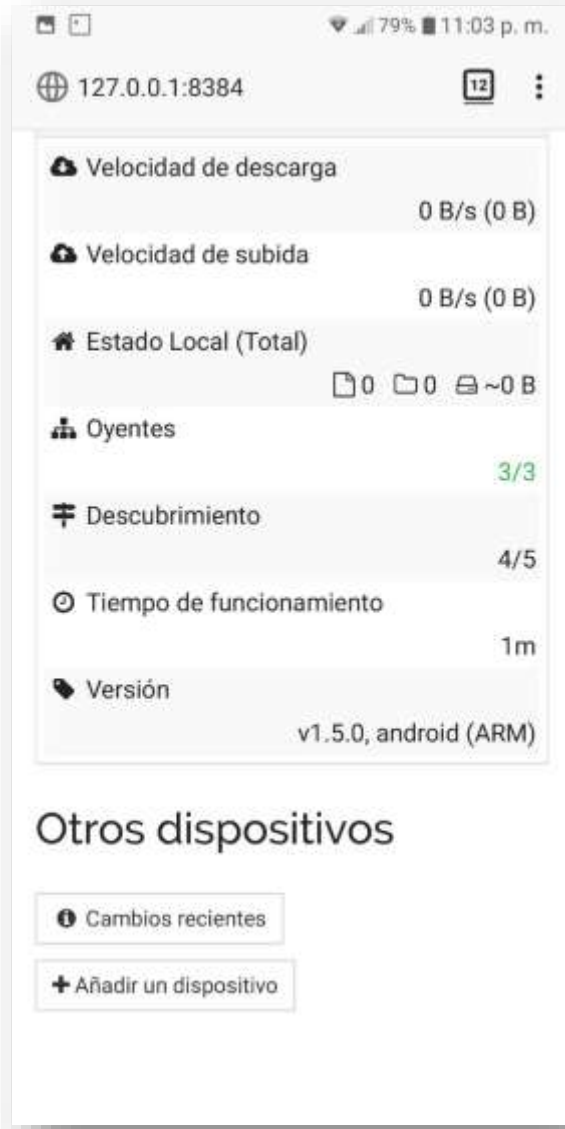 79% 11:03 p. m.
127.0.0.1:8384 12
Velocidad de descarga
0 B/s (0 B)
Velocidad de subida
0 B/s (0 B)
Estado Local (Total)
0 0 ~0 B
Oyentes
3/3
Descubrimiento
4/5
Tiempo de funcionamiento
1m
Versión
v1.5.0, android (ARM)
Otros dispositivos
Cambios recientes
Añadir un dispositivo